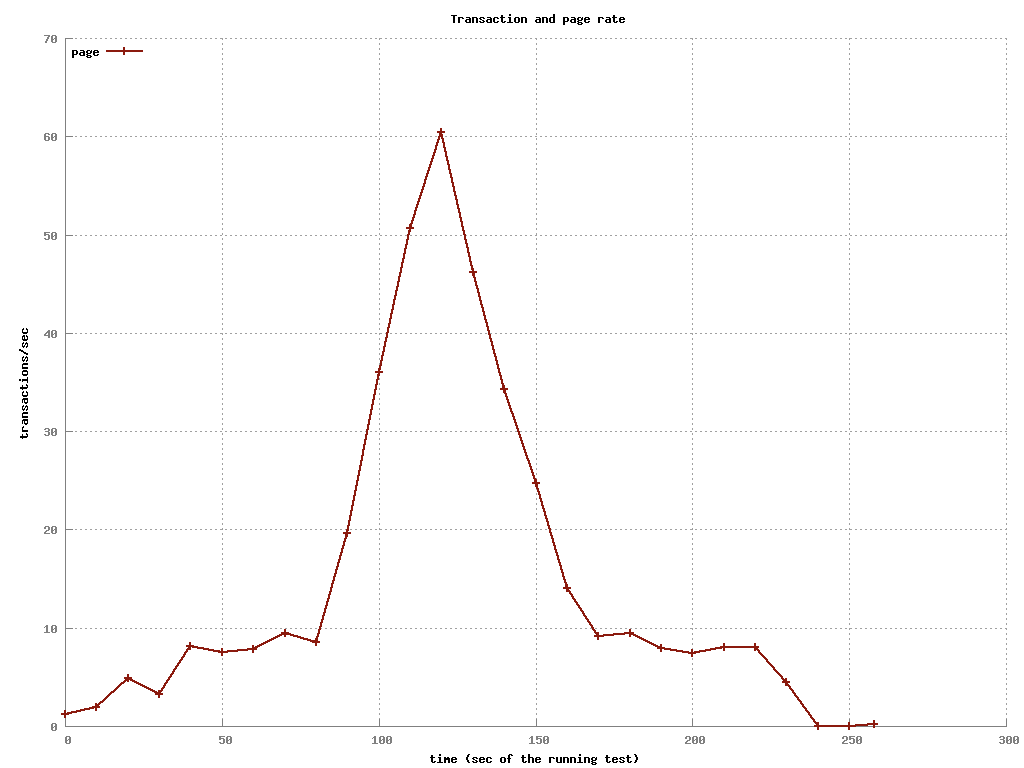 Transaction and page rate
70
page
60
50
40
transactions/sec
30
20
10
0
0 50 100 150 200 250 300
time (sec of the running test)